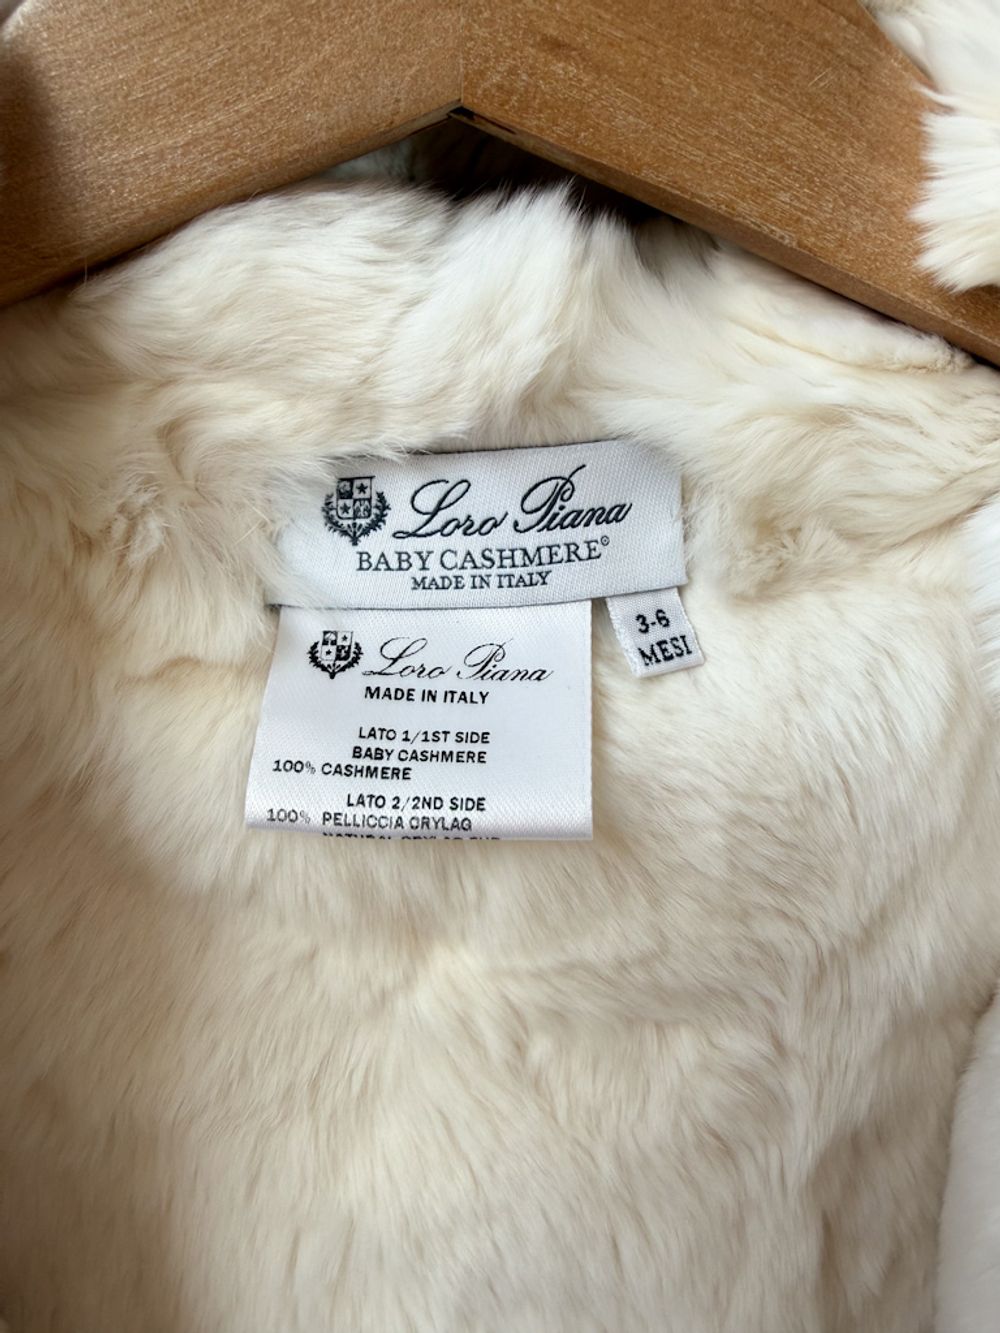 Loro Piana
BABY CASHMERE®
MADE IN ITALY
3-6
MESI
Loro Piana
MADE IN ITALY
LATO 1/1ST SIDE
BABY CASHMERE
100% CASHMERE
LATO 2/2ND SIDE
100% PELLICCIA ORYLAG